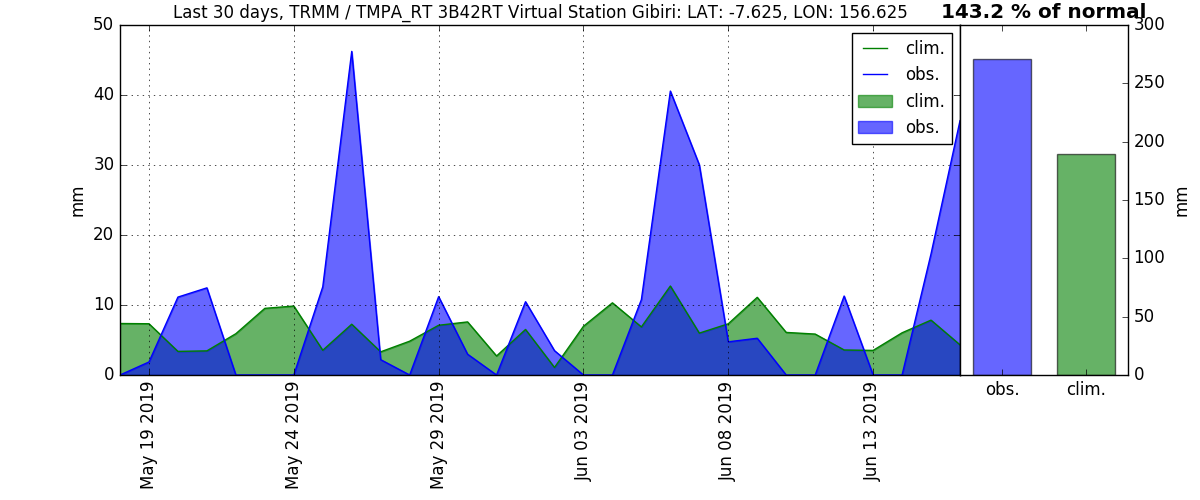 Last 30 days, TRMM / TMPA_RT 3B42RT Virtual Station Gibiri: LAT: -7.625, LON: 156.625
143.2 % of normal
50
40
30
20
10
0
mm
clim.
obs.
clim.
obs.
300
250
200
150
100
50
0
mm
obs.
clim.
May 19 2019
May 24 2019
May 29 2019
Jun 03 2019
Jun 08 2019
Jun 13 2019